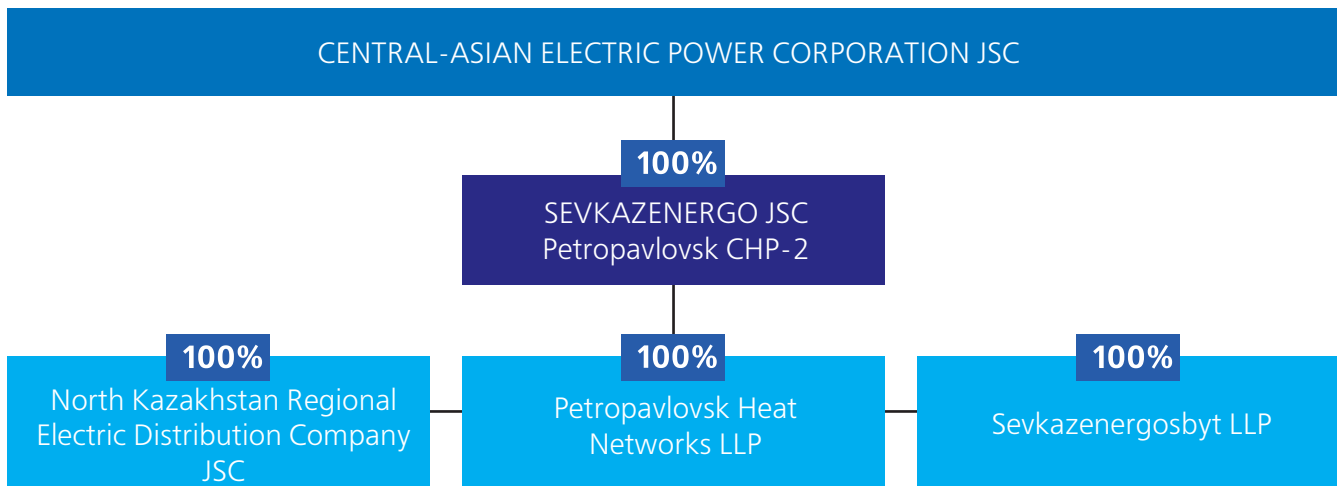 CENTRAL-ASIAN ELECTRIC POWER CORPORATION JSC
100%
SEVKAZENERGO JSC
Petropavlovsk CHP-2
100%
North Kazakhstan Regional
Electric Distribution Company
JSC
100%
Petropavlovsk Heat
Networks LLP
100%
Sevkazenergosbyt LLP